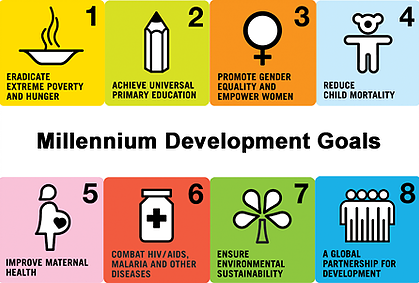 1
ERADICATE
EXTREME POVERTY
AND HUNGER
2
ACHIEVE UNIVERSAL
PRIMARY EDUCATION
3
PROMOTE GENDER
EQUALITY AND
EMPOWER WOMEN
4
REDUCE
CHILD MORTALITY
Millennium Development Goals
5
IMPROVE MATERNAL
HEALTH
6
COMBAT HIV/AIDS,
MALARIA AND OTHER
DISEASES
7
ENSURE
ENVIRONMENTAL
SUSTAINABILITY
8
A GLOBAL
PARTNERSHIP FOR
DEVELOPMENT